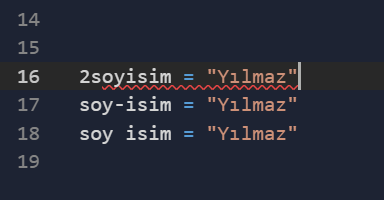 14
15
16 2soyisim = "Yılmaz"
17 soy-isim = "Yılmaz"
18 soy isim = "Yılmaz"
19